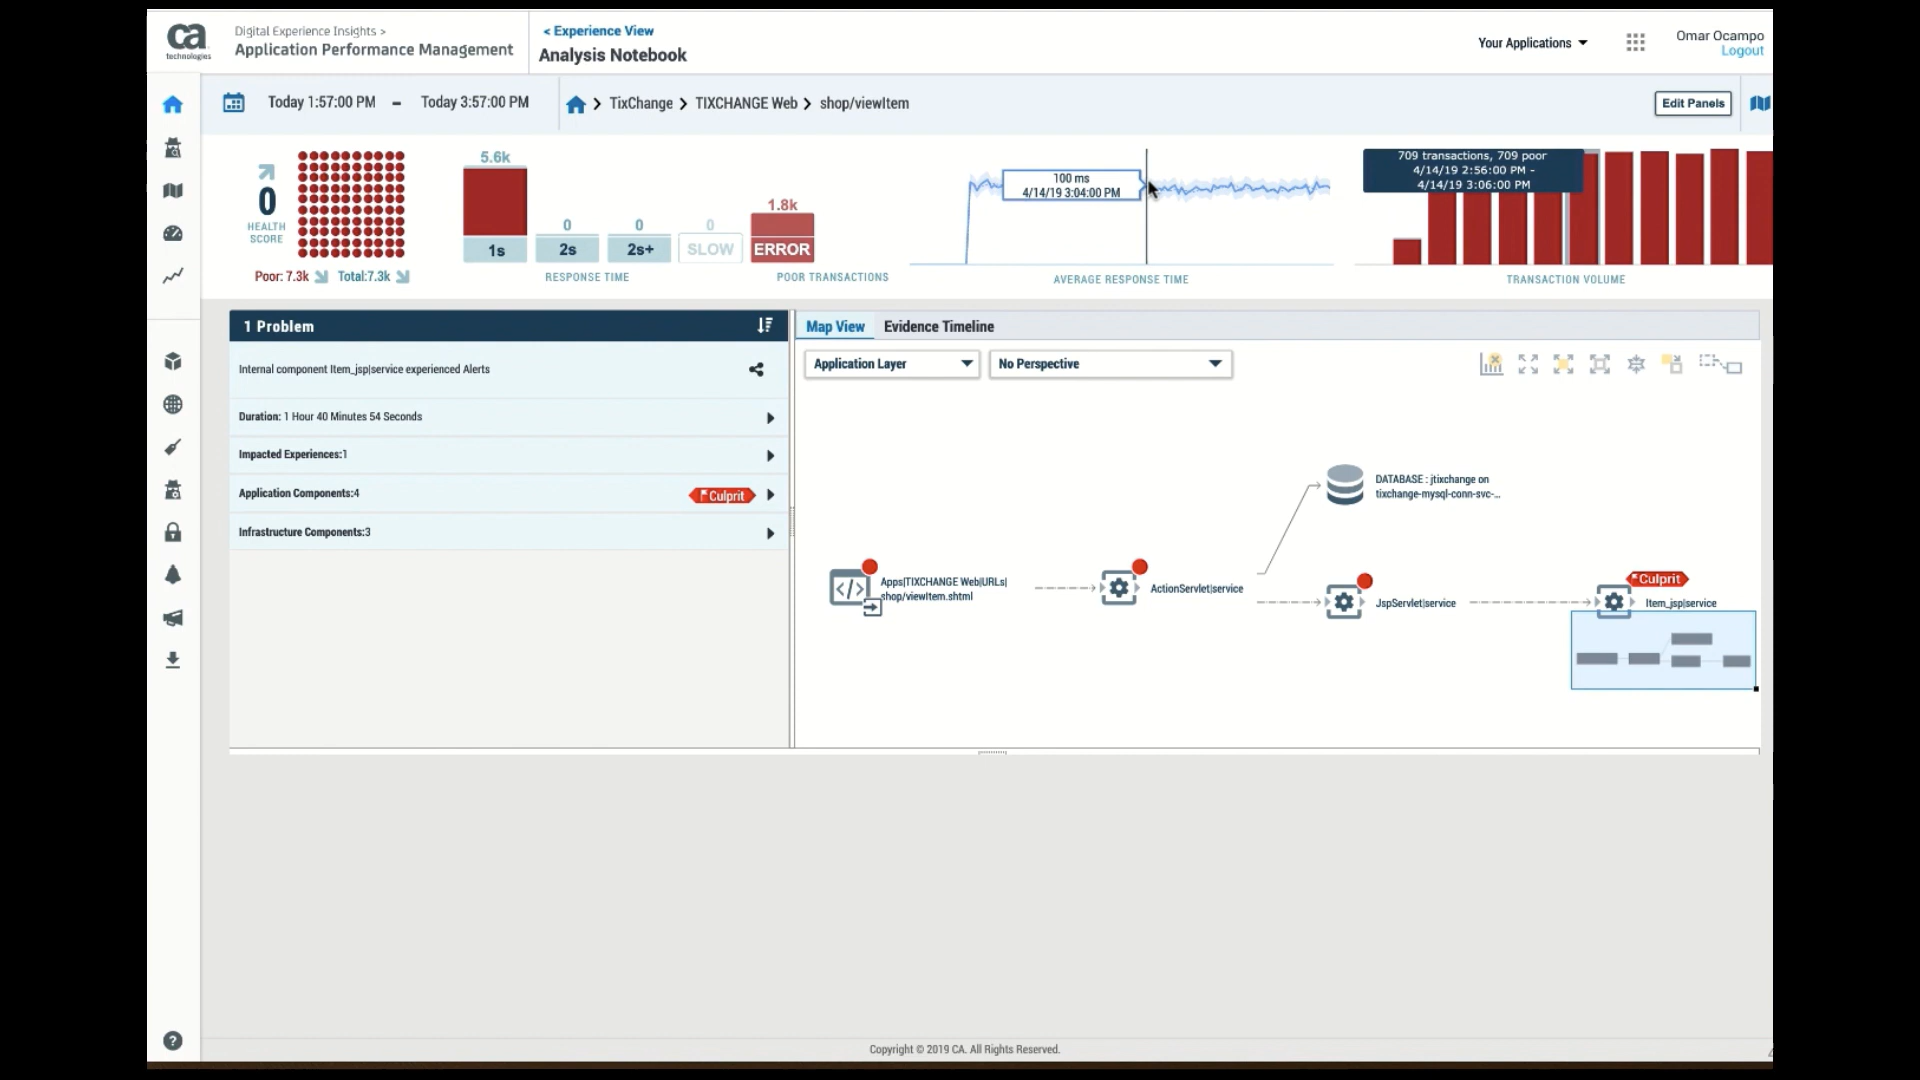 ca
technologies
Digital Experience Insights >
Application Performance Management
< Experience View
Analysis Notebook
Your Applications
Omar Ocampo
Logout
Today 1:57:00 PM – Today 3:57:00 PM
TixChange
TIXCHANGE Web
shop/viewItem
Edit Panels
0
HEALTH
SCORE
Poor: 7.3k
Total:7.3k
5.6k
0
0
0
1.8k
1s
2s
2s+
SLOW
ERROR
RESPONSE TIME
POOR TRANSACTIONS
100 ms
4/14/19 3:04:00 PM
AVERAGE RESPONSE TIME
709 transactions, 709 poor
4/14/19 2:56:00 PM -
4/14/19 3:06:00 PM
TRANSACTION VOLUME
1 Problem
Internal component Item_jsp|service experienced Alerts
Duration: 1 Hour 40 Minutes 54 Seconds
Impacted Experiences:1
Application Components:4
Culprit
Infrastructure Components:3
Map View
Evidence Timeline
Application Layer
No Perspective
DATABASE : jtixchange on
tixchange-mysql-conn-svc-...
Apps|TIXCHANGE Web|URLs|
shop/viewItem.shtml
ActionServlet|service
JspServlet|service
Culprit
Item_jsp|service
Copyright © 2019 CA. All Rights Reserved.